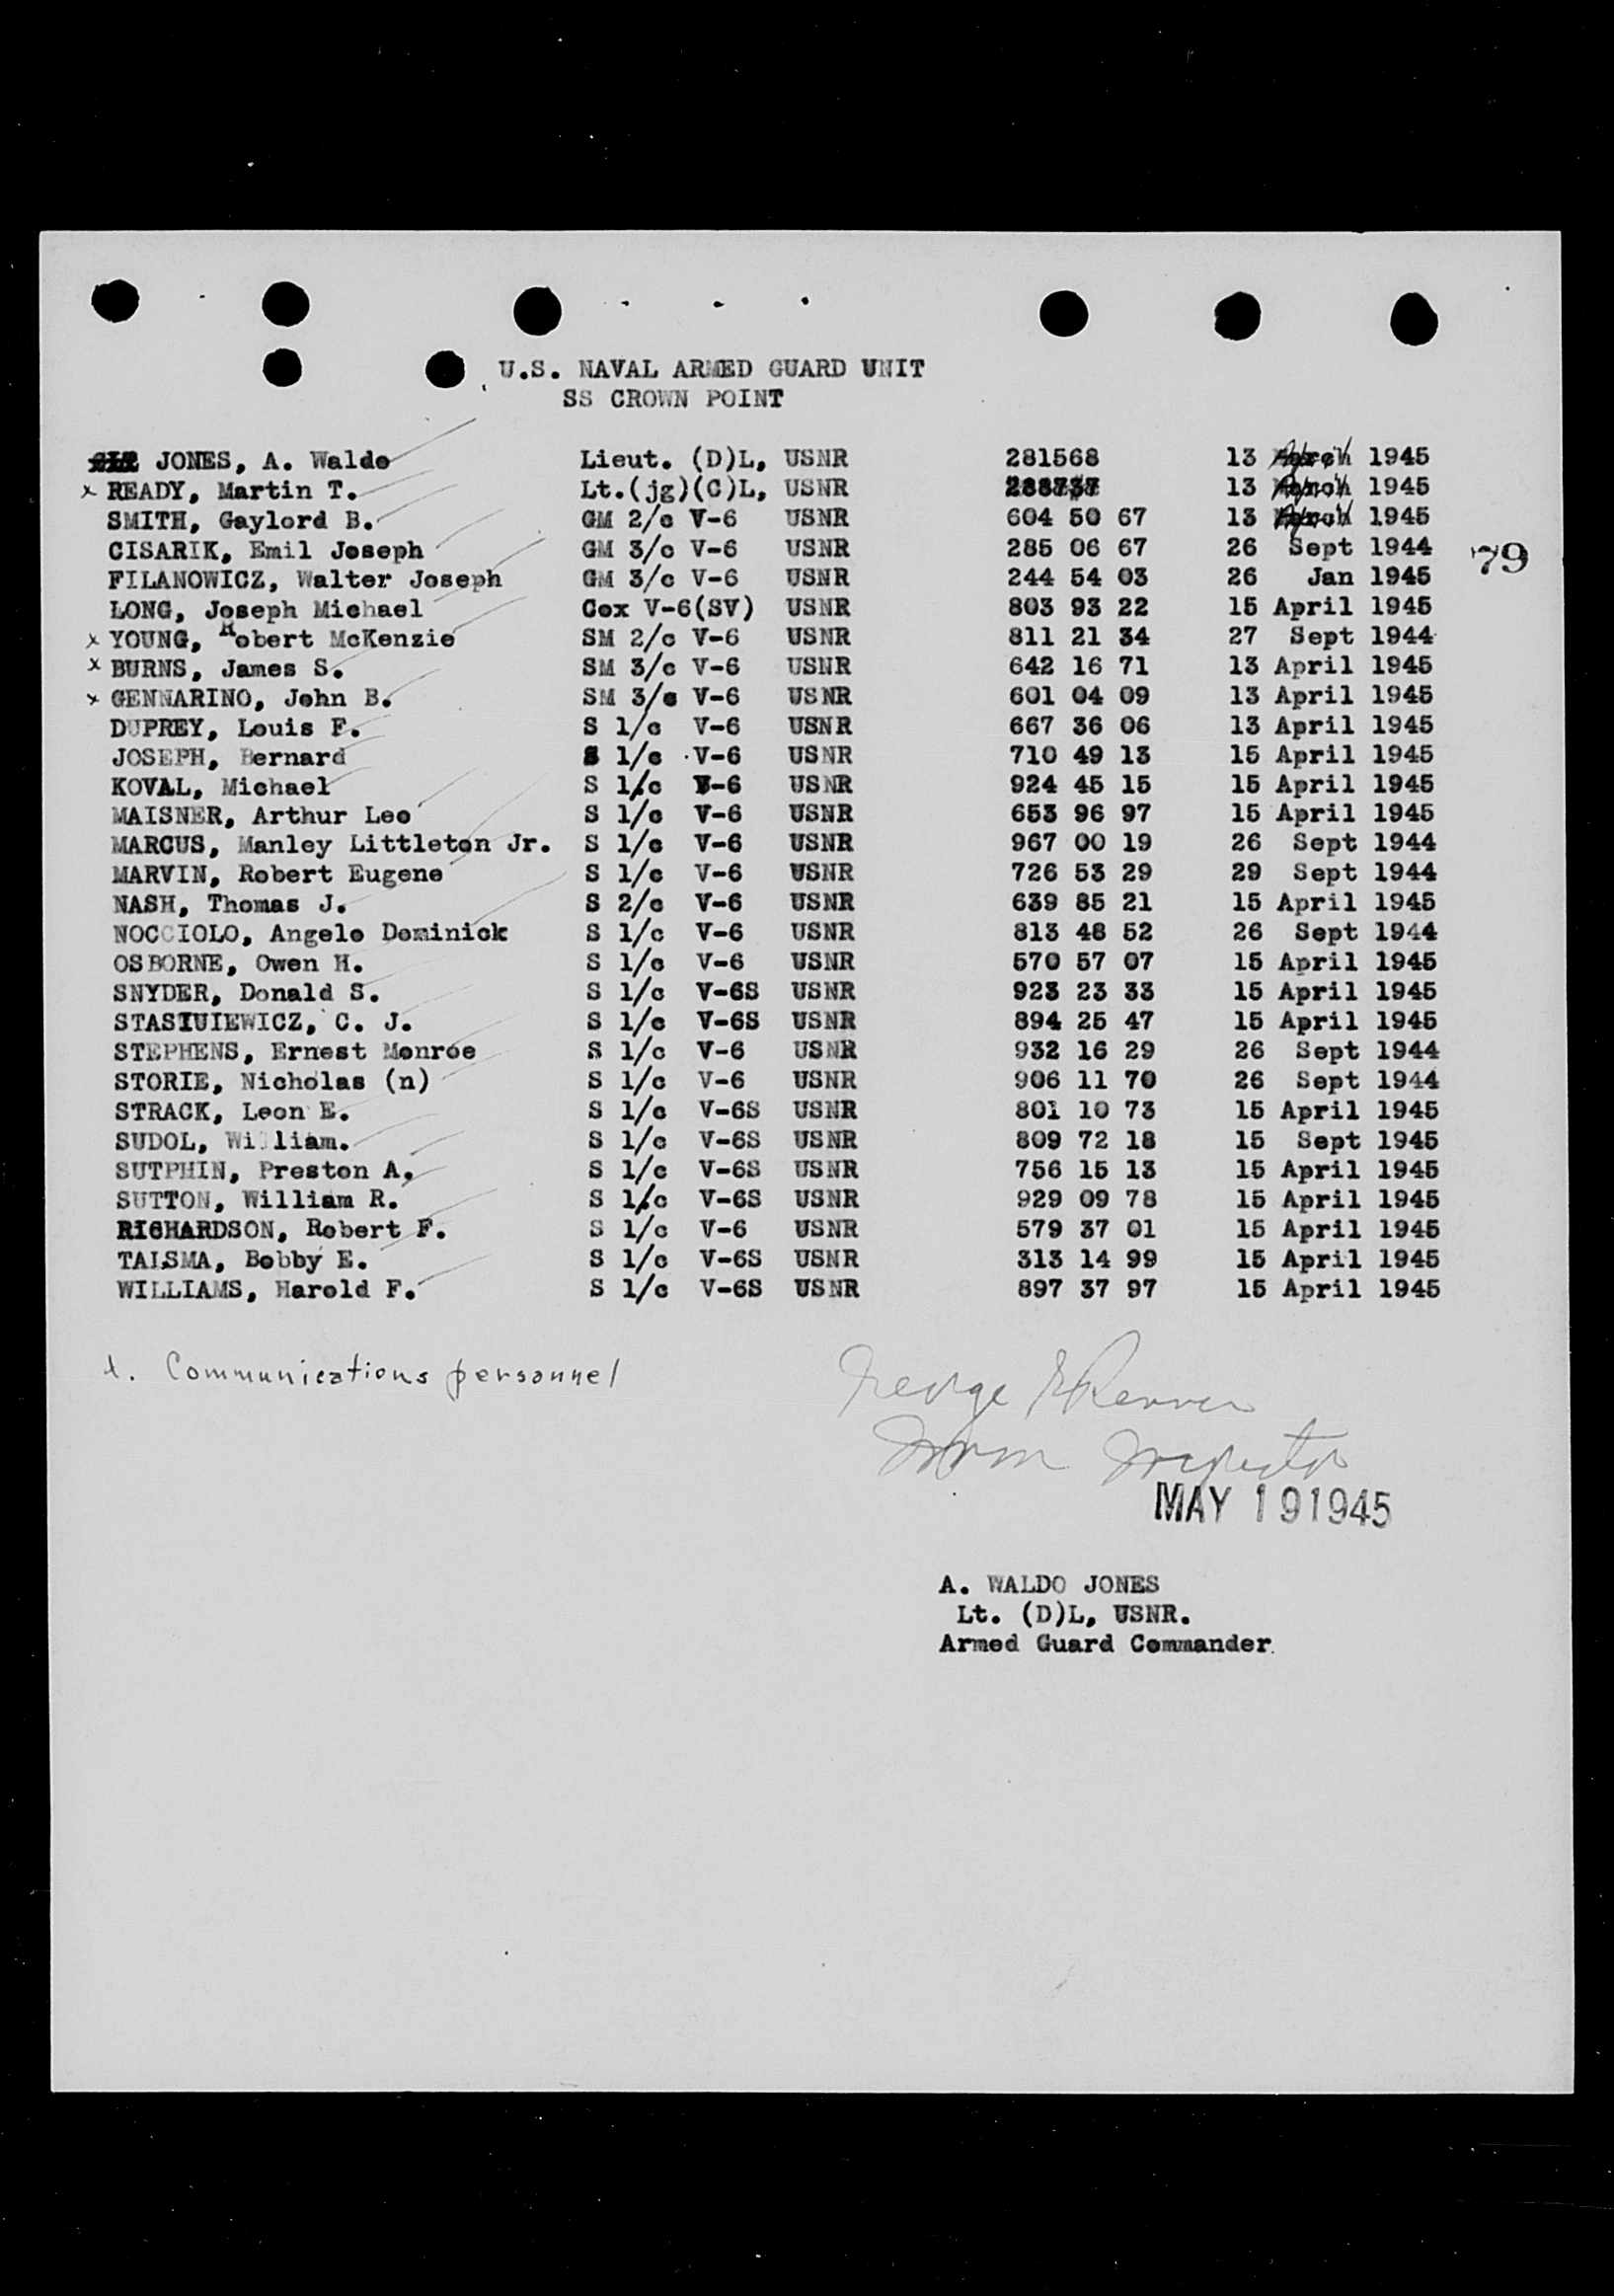 U.S. NAVAL ARMED GUARD UNIT
SS CROWN POINT
JONES, A. Waldo Lieut. (D)L, USNR 281568 13 April 1945
x READY, Martin T. Lt.(jg)(C)L, USNR 13 April 1945
SMITH, Gaylord B. GM 2/c V-6 USNR 604 50 67 13 April 1945
CISARIK, Emil Joseph GM 3/c V-6 USNR 285 06 67 26 Sept 1944
79
FILANOWICZ, Walter Joseph GM 3/c V-6 USNR 244 54 03 26 Jan 1945
LONG, Joseph Michael Cox V-6(SV) USNR 803 93 22 15 April 1945
x YOUNG, Robert McKenzie SM 2/c V-6 USNR 811 21 34 27 Sept 1944
x BURNS, James S. SM 3/c V-6 USNR 642 16 71 13 April 1945
x GENNARINO, John B. SM 3/c V-6 USNR 601 04 09 13 April 1945
DUPREY, Louis F. S 1/c V-6 USNR 667 36 06 13 April 1945
JOSEPH, Bernard S 1/c V-6 USNR 710 49 13 15 April 1945
KOVAL, Michael S 1/c V-6 USNR 924 45 15 15 April 1945
MAISNER, Arthur Leo S 1/c V-6 USNR 653 96 97 15 April 1945
MARCUS, Manley Littleton Jr. S 1/c V-6 USNR 967 00 19 26 Sept 1944
MARVIN, Robert Eugene S 1/c V-6 USNR 726 53 29 29 Sept 1944
NASH, Thomas J. S 2/c V-6 USNR 639 85 21 15 April 1945
NOCCIOLO, Angelo Dominick S 1/c V-6 USNR 813 48 52 26 Sept 1944
OSBORNE, Owen H. S 1/c V-6 USNR 570 57 07 15 April 1945
SNYDER, Donald S. S 1/c V-6S USNR 923 23 33 15 April 1945
STASIUIEWICZ, C. J. S 1/c V-6S USNR 894 25 47 15 April 1945
STEPHENS, Ernest Monroe S 1/c V-6 USNR 932 16 29 26 Sept 1944
STORIE, Nicholas (n) S 1/c V-6 USNR 906 11 70 26 Sept 1944
STRACK, Leon E. S 1/c V-6S USNR 801 10 73 15 April 1945
SUDOL, William. S 1/c V-6S USNR 809 72 18 15 Sept 1945
SUTPHIN, Preston A. S 1/c V-6S USNR 756 15 13 15 April 1945
SUTTON, William R. S 1/c V-6S USNR 929 09 78 15 April 1945
RICHARDSON, Robert F. S 1/c V-6 USNR 579 37 01 15 April 1945
TALSMA, Bobby E. S 1/c V-6S USNR 313 14 99 15 April 1945
WILLIAMS, Harold F. S 1/c V-6S USNR 897 37 97 15 April 1945
x. Communications personnel
George
Imm Inspector
MAY 19 1945
A. WALDO JONES
Lt. (D)L, USNR.
Armed Guard Commander.